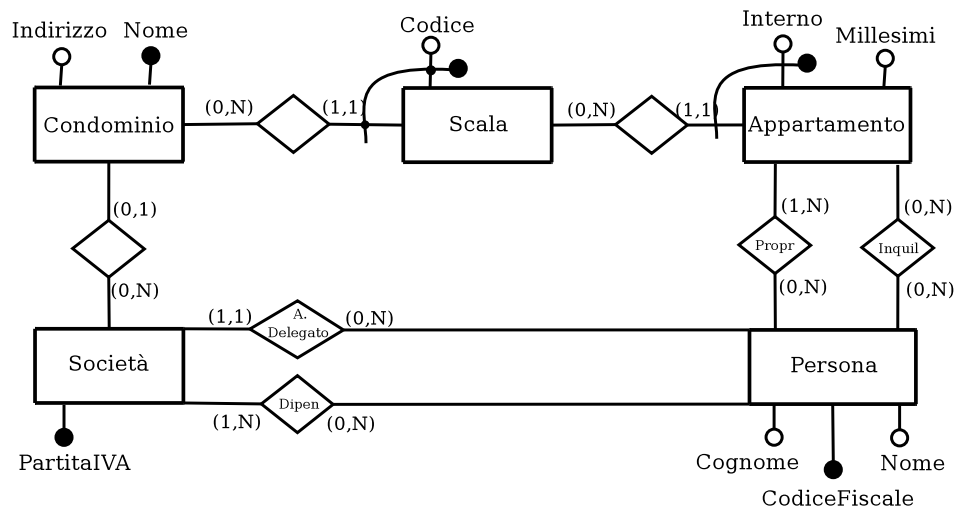 Indirizzo Nome
Codice
Interno
Millesimi
(0,N) (1,1)
(0,N) (1,1)
Condominio
Scala
Appartamento
(0,1)
(1,N)
(0,N)
Propr
Inquil
(0,N)
(0,N)
(0,N)
(1,1)
A.
Delegato
(0,N)
Società
Persona
Dipen
(1,N)
(0,N)
PartitaIVA
Cognome
Nome
CodiceFiscale